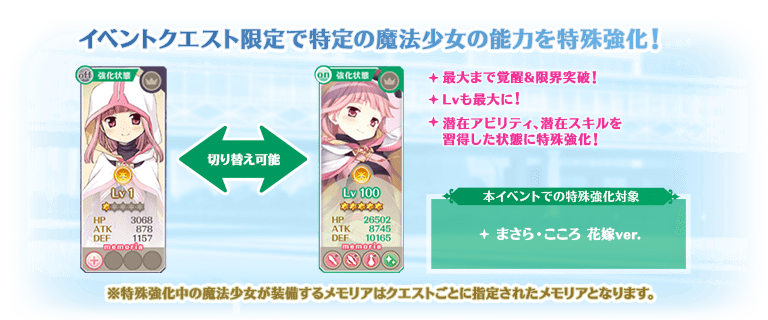 イベントクエスト限定で特定の魔法少女の能力を特殊強化！
off 強化状態
Lv 1
HP 3068
ATK 878
DEF 1157
memoria
切り替え可能
on 強化状態
Lv 100
HP 26502
ATK 8745
DEF 10165
memoria
最大まで覚醒&限界突破！
Lvも最大に！
潜在アビリティ、潜在スキルを
習得した状態に特殊強化！
本イベントでの特殊強化対象
まさら・こころ 花嫁ver.
※特殊強化中の魔法少女が装備するメモリアはクエストごとに指定されたメモリアとなります。